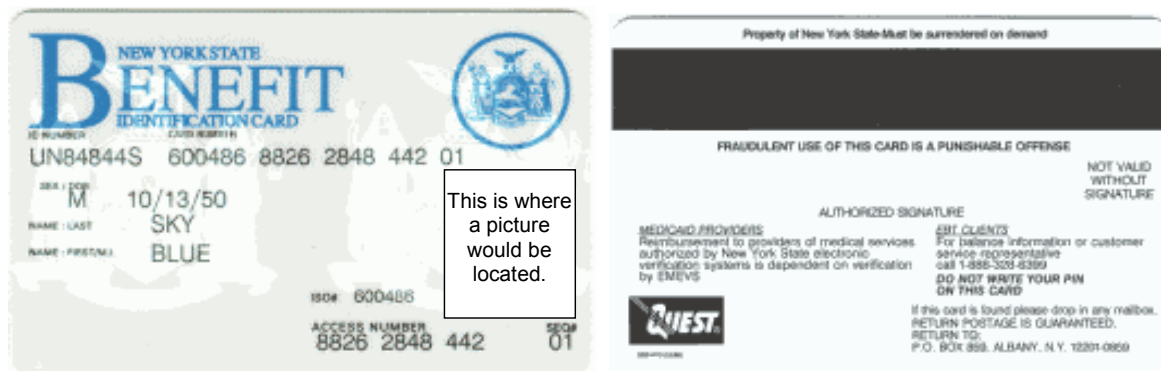 NEW YORK STATE
BENEFIT
IDENTIFICATION CARD
ID NUMBER CARD NUMBER
UN84844S 600486 8826 2848 442 01
SEX / DOB
M 10/13/50
NAME : LAST SKY
NAME : FIRST/M.I. BLUE
This is where
a picture
would be
located.
ISO# 600486
ACCESS NUMBER SEQ#
8826 2848 442 01
Property of New York State-Must be surrendered on demand
FRAUDULENT USE OF THIS CARD IS A PUNISHABLE OFFENSE
NOT VALID
WITHOUT
SIGNATURE
AUTHORIZED SIGNATURE
MEDICAID PROVIDERS
Reimbursement to providers of medical services
authorized by New York State electronic
verification systems is dependent on verification
by EMEVS
EBT CLIENTS
For balance information or customer
service representative
call 1-888-328-6399
DO NOT WRITE YOUR PIN
ON THIS CARD
QUEST.
If this card is found please drop in any mailbox.
RETURN POSTAGE IS GUARANTEED.
RETURN TO:
P.O. BOX 859, ALBANY, N.Y. 12201-0859